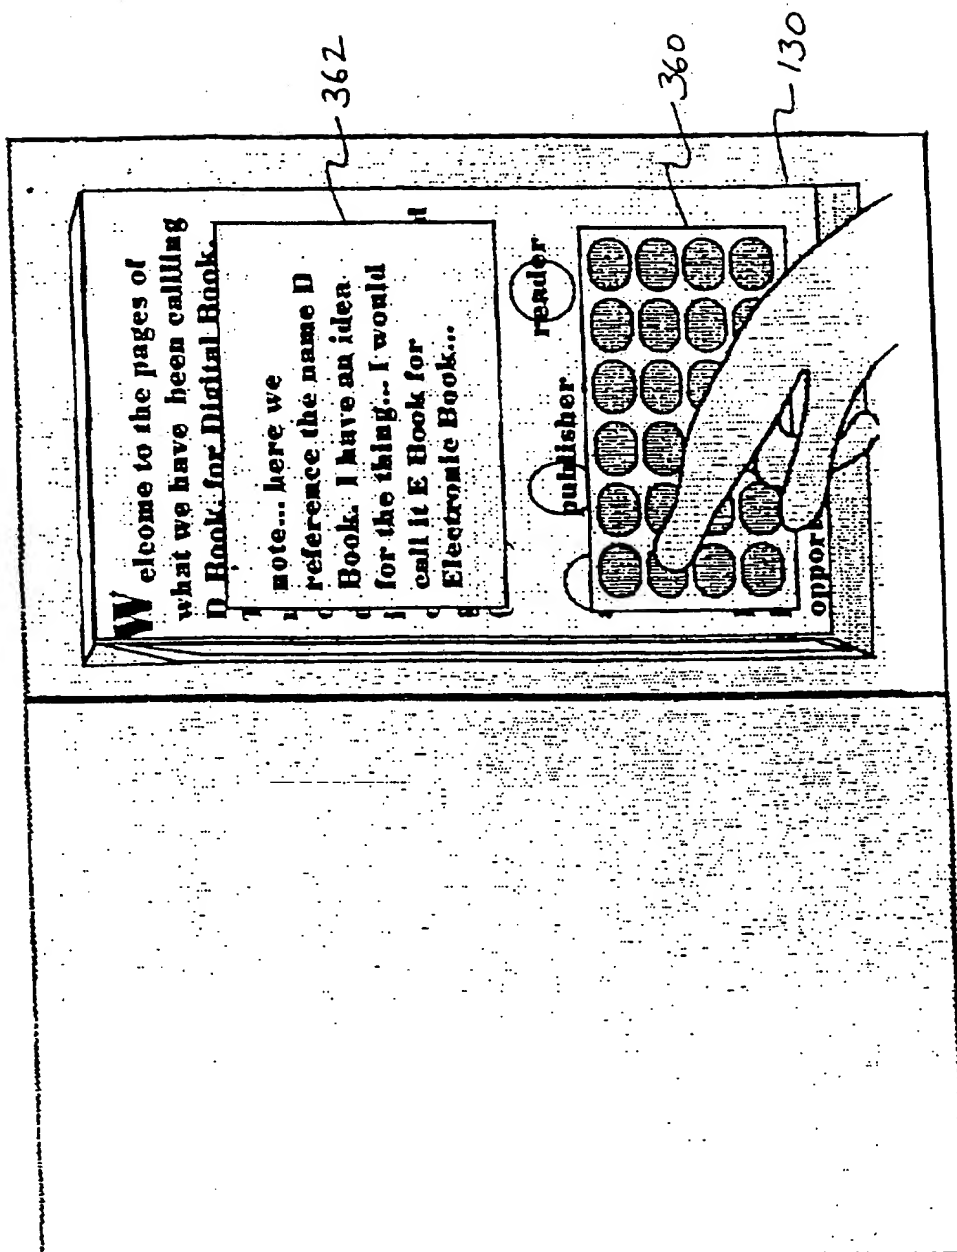 Welcome to the pages of
what we have been callling
D Book: for Digital Book.
note... here we
reference the name D
Book. I have an idea
for the thing... I would
call it E Book for
Electronic Book...
publisher
reader
oppor
362
360
130